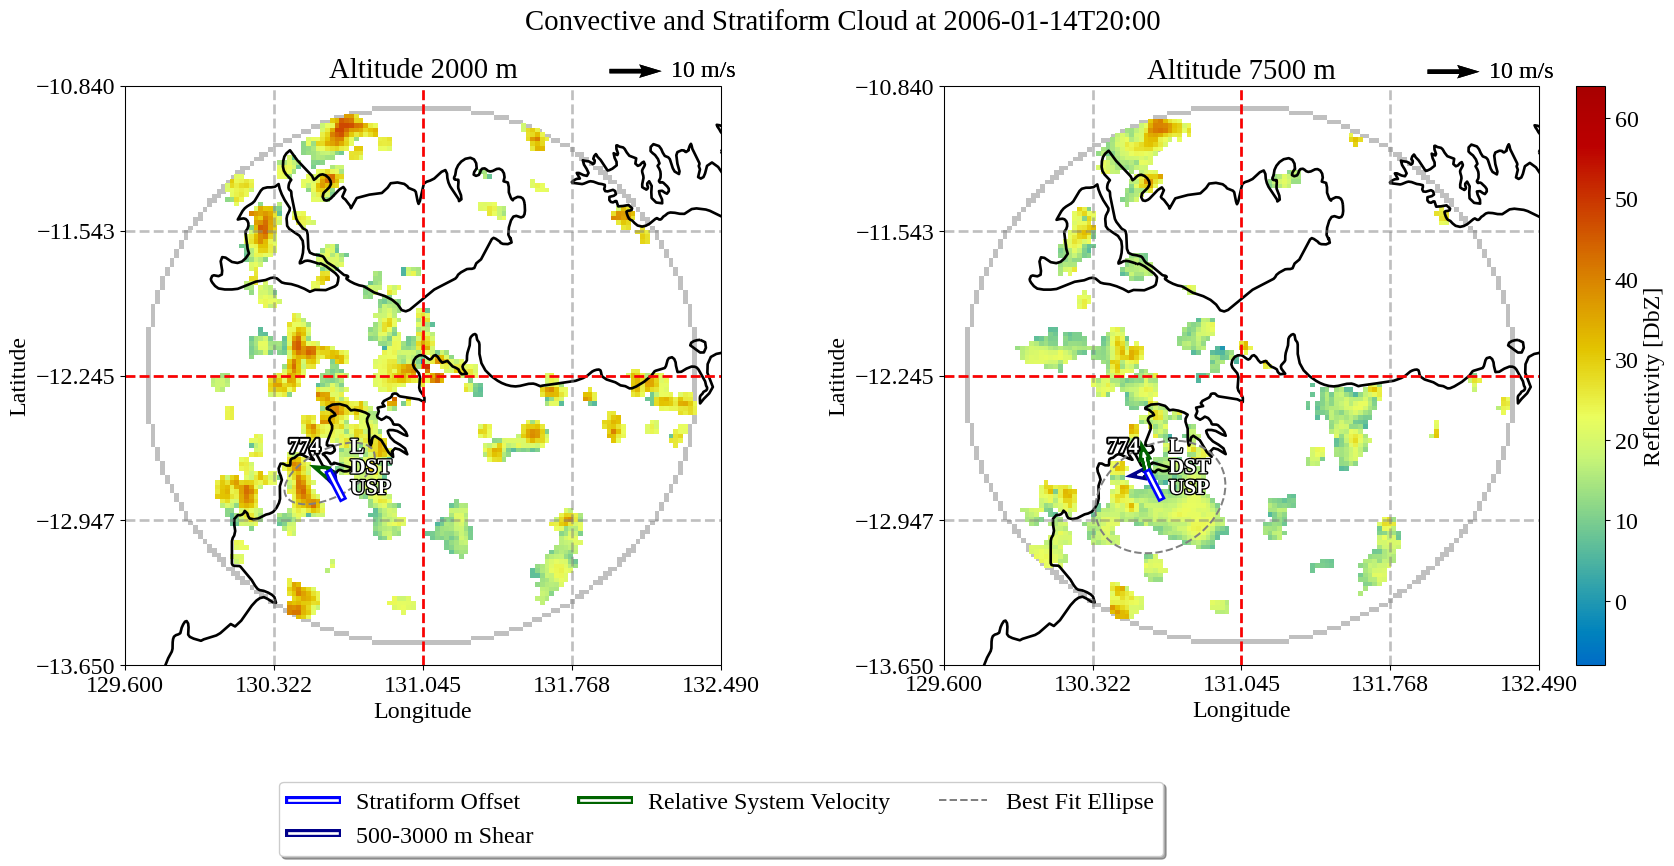 Convective and Stratiform Cloud at 2006-01-14T20:00
Altitude 2000 m
10 m/s
−10.840
−11.543
−12.245
−12.947
−13.650
Latitude
774
L
DST
USP
129.600
130.322
131.045
131.768
132.490
Longitude
Altitude 7500 m
10 m/s
−10.840
−11.543
−12.245
−12.947
−13.650
Latitude
774
L
DST
USP
129.600
130.322
131.045
131.768
132.490
Longitude
60
50
40
30
20
10
0
Reflectivity [DbZ]
Stratiform Offset
Relative System Velocity
Best Fit Ellipse
500-3000 m Shear